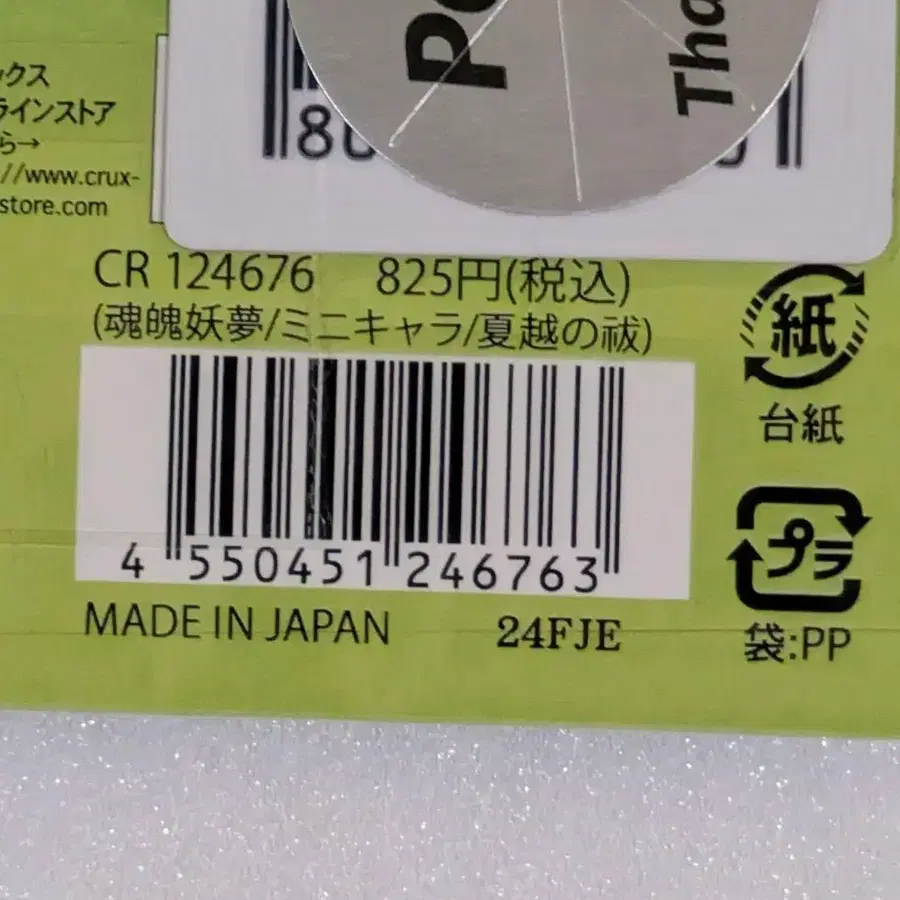 ックス
ラインストア
ら→
//www.crux-
store.com
Po
Tha
80
CR 124676 825円(税込)
(魂魄妖夢/ミニキャラ/夏越の祓)
4 550451 246763
MADE IN JAPAN 24FJE
紙
台紙
プラ
袋:PP